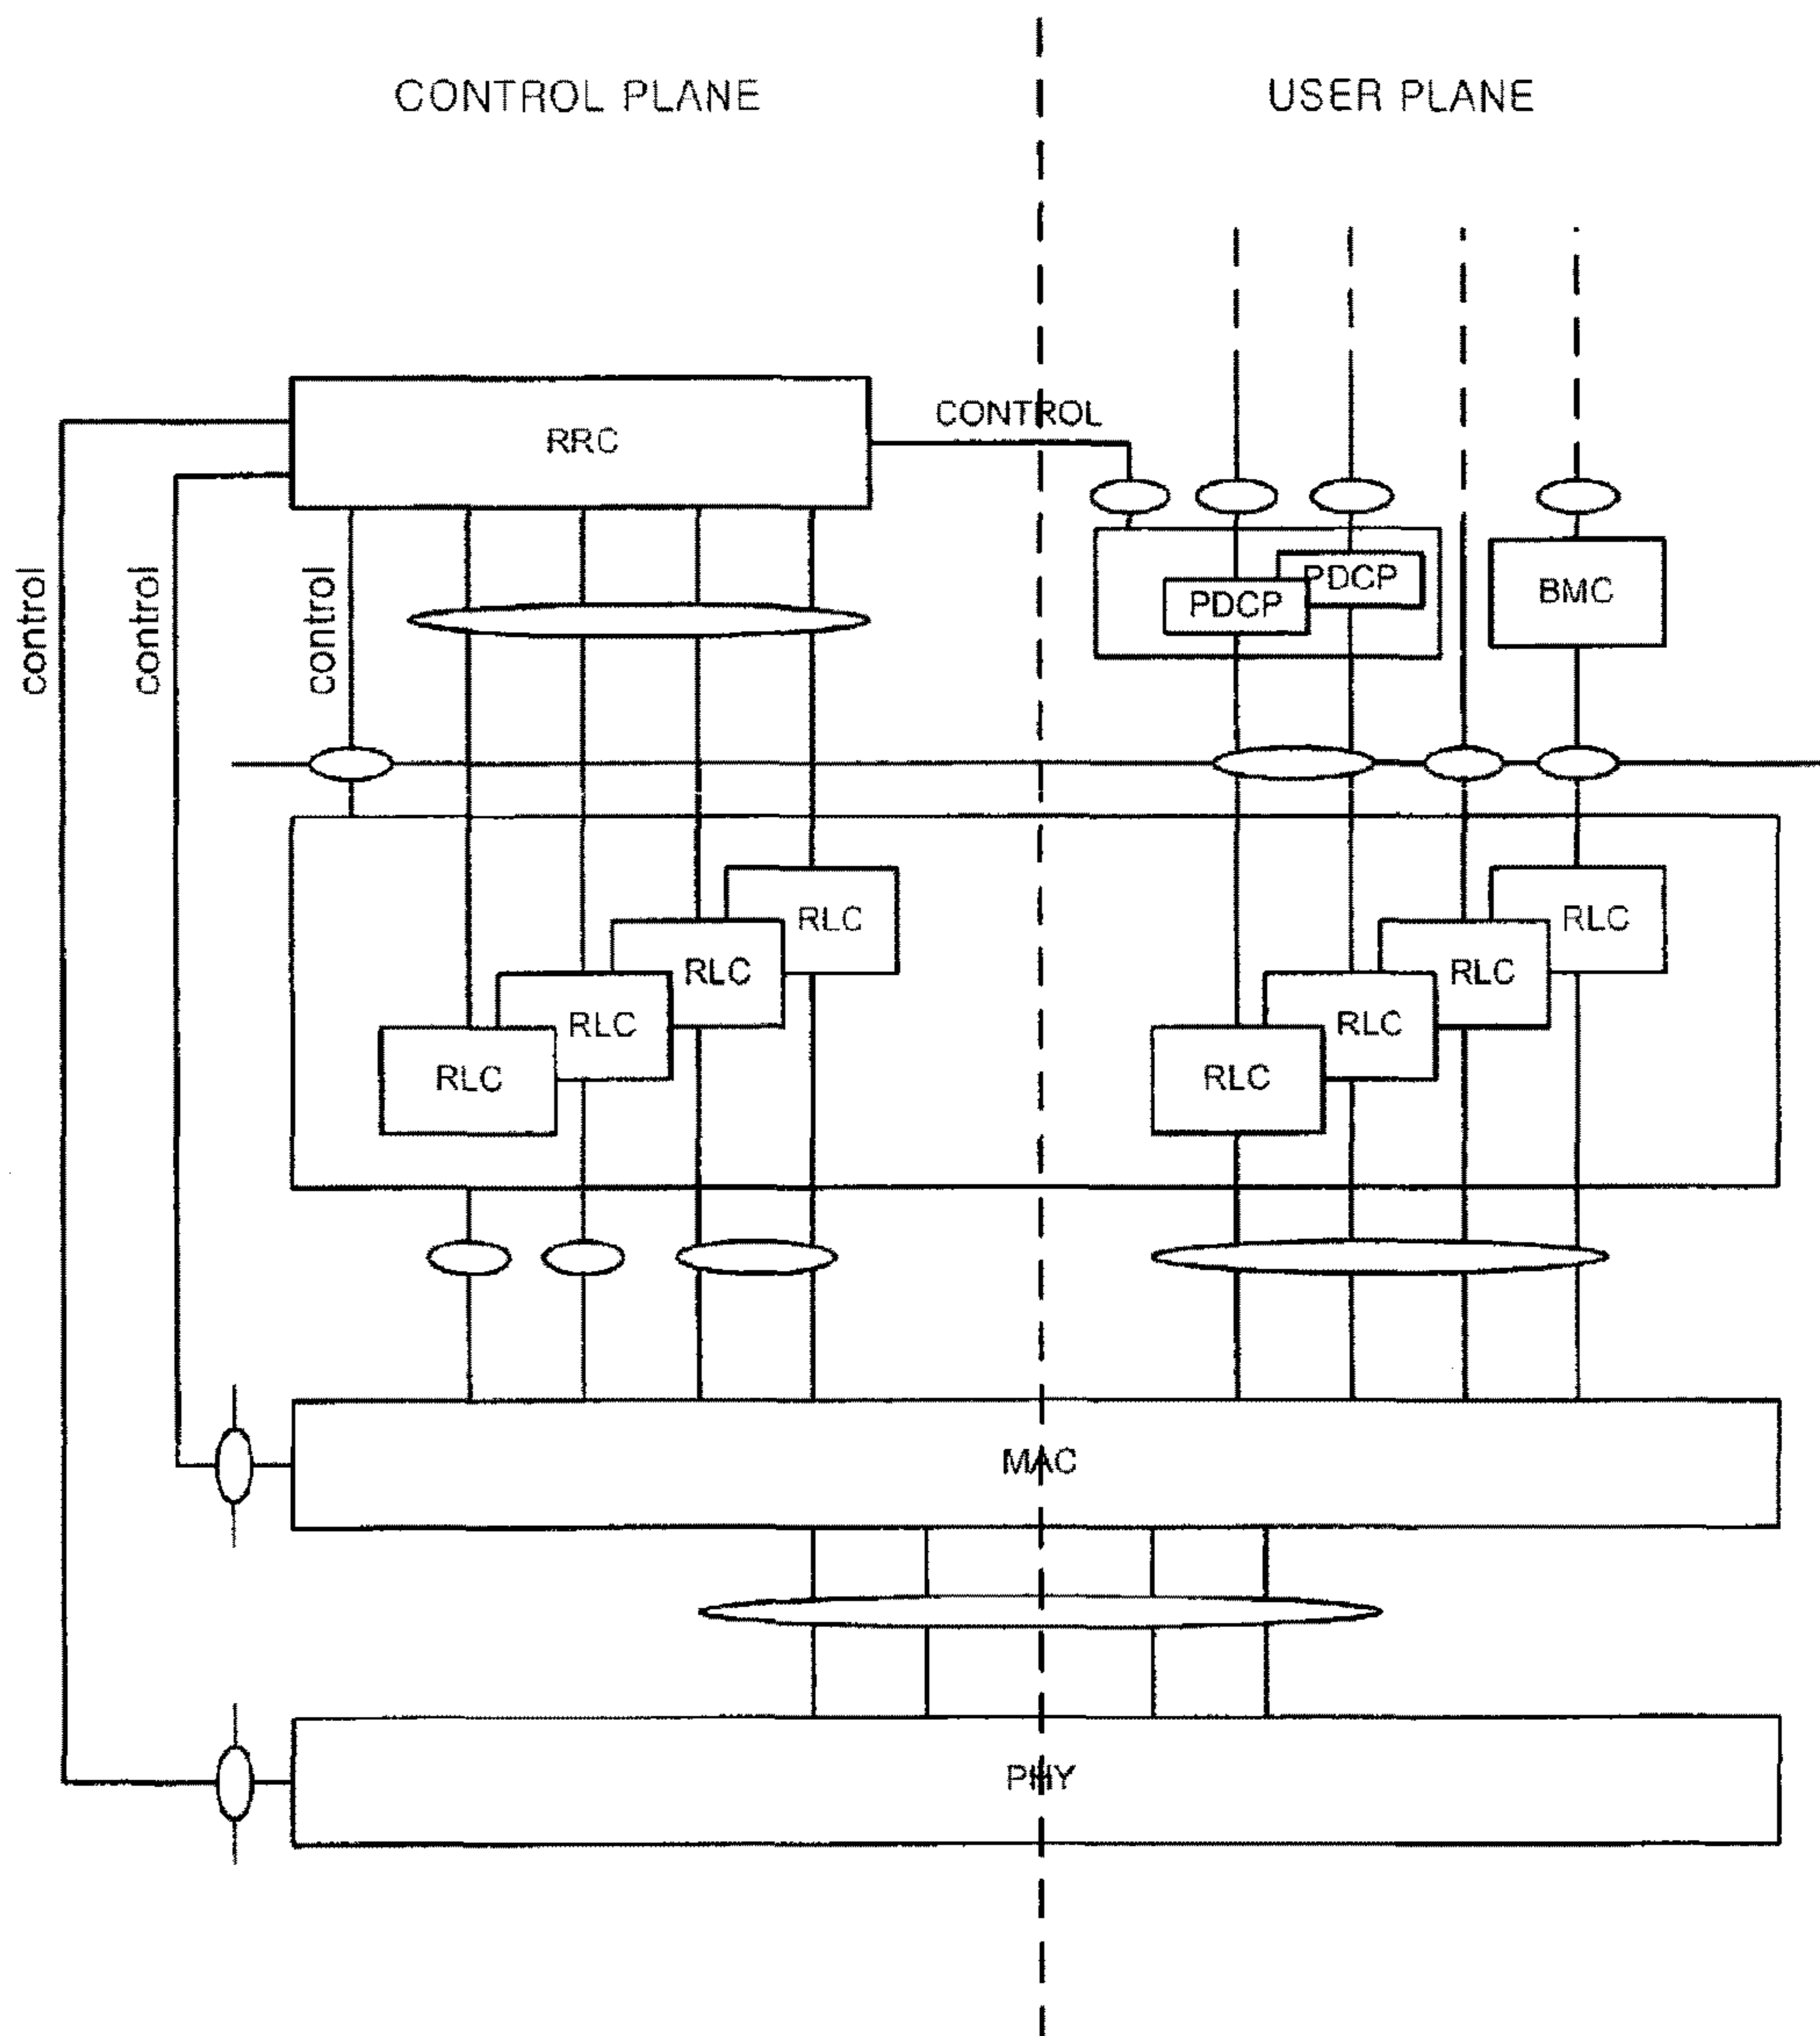 CONTROL PLANE
USER PLANE
CONTROL
RRC
control
control
control
PDCP
PDCP
BMC
RLC
RLC
RLC
RLC
RLC
RLC
RLC
RLC
MAC
PHY